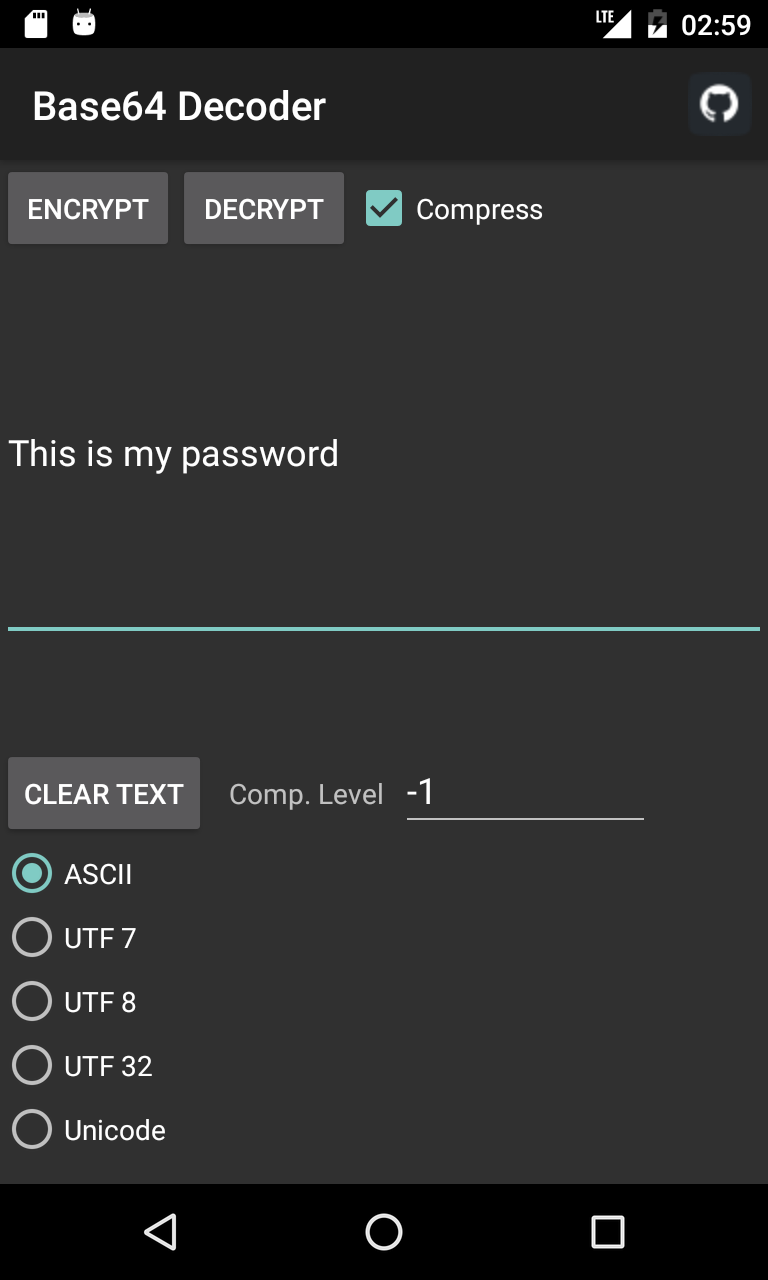 LTE 02:59
Base64 Decoder
ENCRYPT DECRYPT Compress
This is my password
CLEAR TEXT Comp. Level -1
ASCII
UTF 7
UTF 8
UTF 32
Unicode